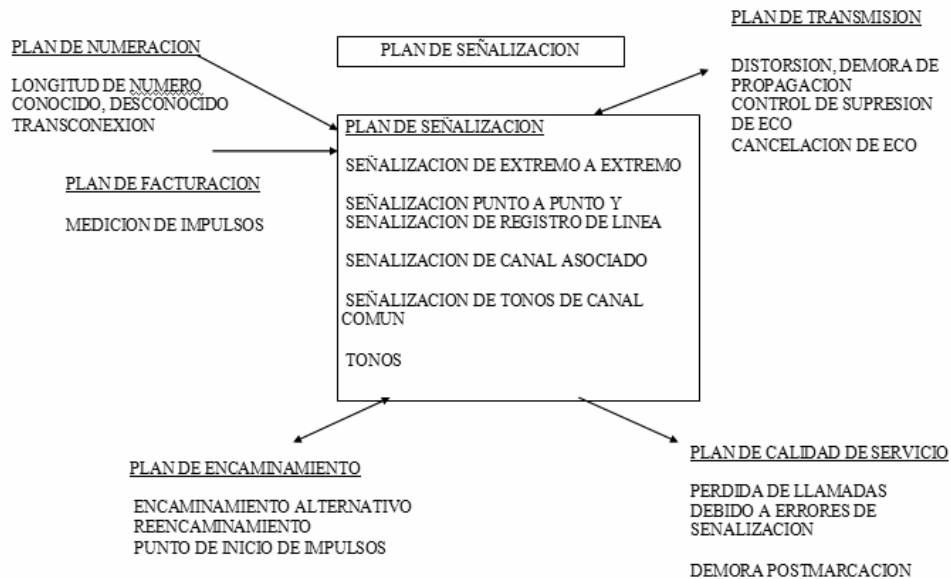 PLAN DE SEÑALIZACION
PLAN DE NUMERACION
LONGITUD DE NUMERO
CONOCIDO, DESCONOCIDO
TRANSCONEXION
PLAN DE FACTURACION
MEDICION DE IMPULSOS
PLAN DE TRANSMISION
DISTORSION, DEMORA DE
PROPAGACIÓN
CONTROL DE SUPRESION
DE ECO
CANCELACION DE ECO
PLAN DE SEÑALIZACION
SEÑALIZACION DE EXTREMO A EXTREMO
SEÑALIZACION PUNTO A PUNTO Y
SENALIZACION DE REGISTRO DE LINEA
SENALIZACION DE CANAL ASOCIADO
SEÑALIZACION DE TONOS DE CANAL
COMUN
TONOS
PLAN DE ENCAMINAMIENTO
ENCAMINAMIENTO ALTERNATIVO
REENCAMINAMIENTO
PUNTO DE INICIO DE IMPULSOS
PLAN DE CALIDAD DE SERVICIO
PERDIDA DE LLAMADAS
DEBIDO A ERRORES DE
SENALIZACION
DEMORA POSTMARCACION